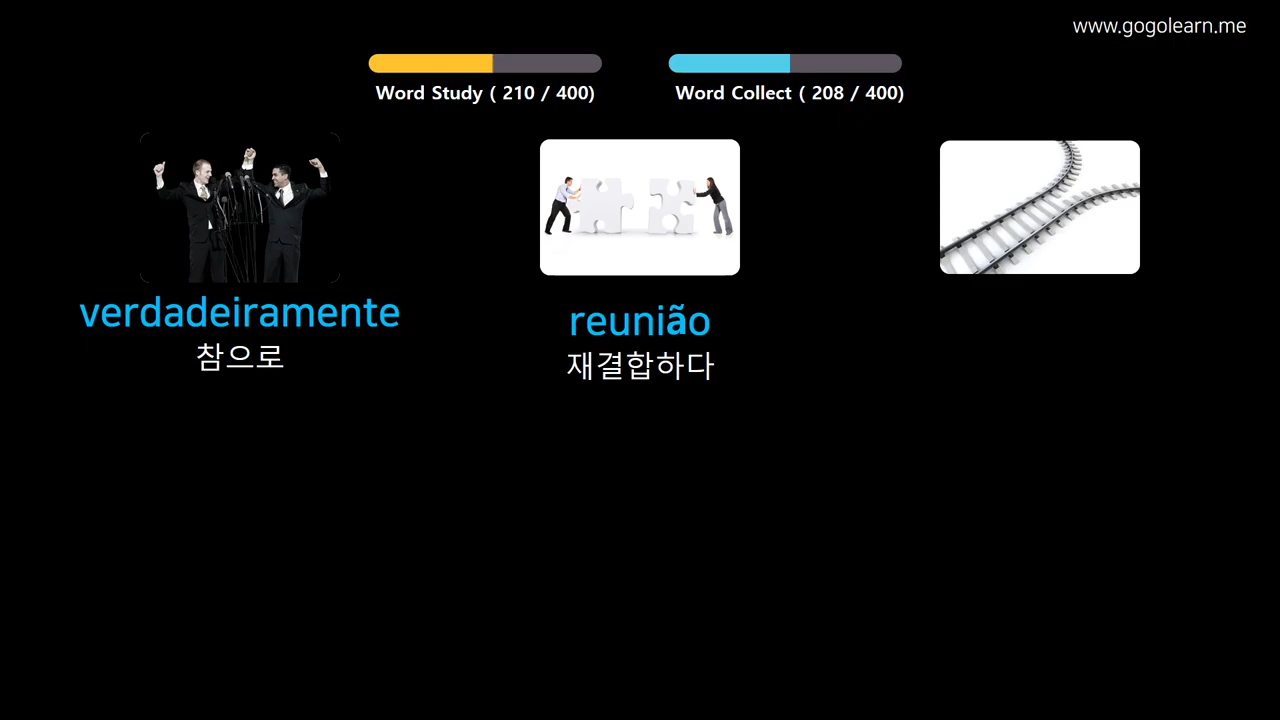 www.gogolearn.me
Word Study ( 210 / 400)
Word Collect ( 208 / 400)
verdadeiramente
참으로
reunião
재결합하다